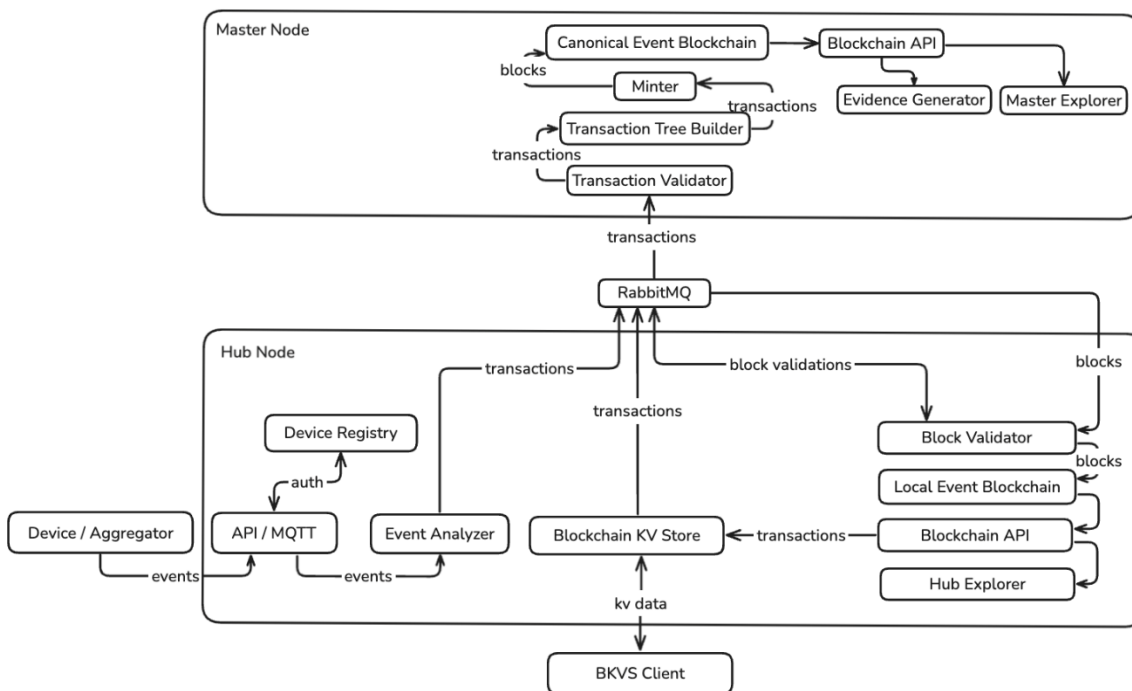 Master Node
Canonical Event Blockchain
Blockchain API
blocks
Minter
Evidence Generator
Master Explorer
transactions
Transaction Tree Builder
transactions
Transaction Validator
transactions
RabbitMQ
Hub Node
transactions
block validations
blocks
transactions
Device Registry
Block Validator
blocks
auth
Local Event Blockchain
Device / Aggregator
API / MQTT
Event Analyzer
Blockchain KV Store
transactions
Blockchain API
events
events
Hub Explorer
kv data
BKVS Client